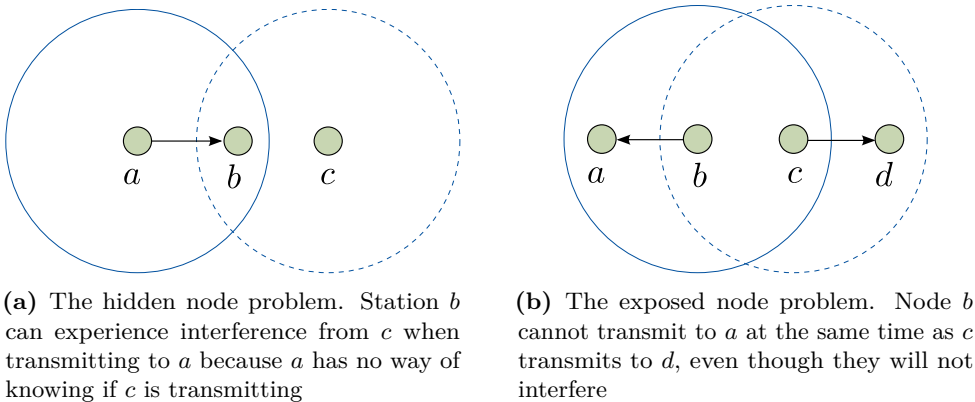 a
b
c
a
b
c
d
(a) The hidden node problem. Station b
can experience interference from c when
transmitting to a because a has no way of
knowing if c is transmitting
(b) The exposed node problem. Node b
cannot transmit to a at the same time as c
transmits to d, even though they will not
interfere